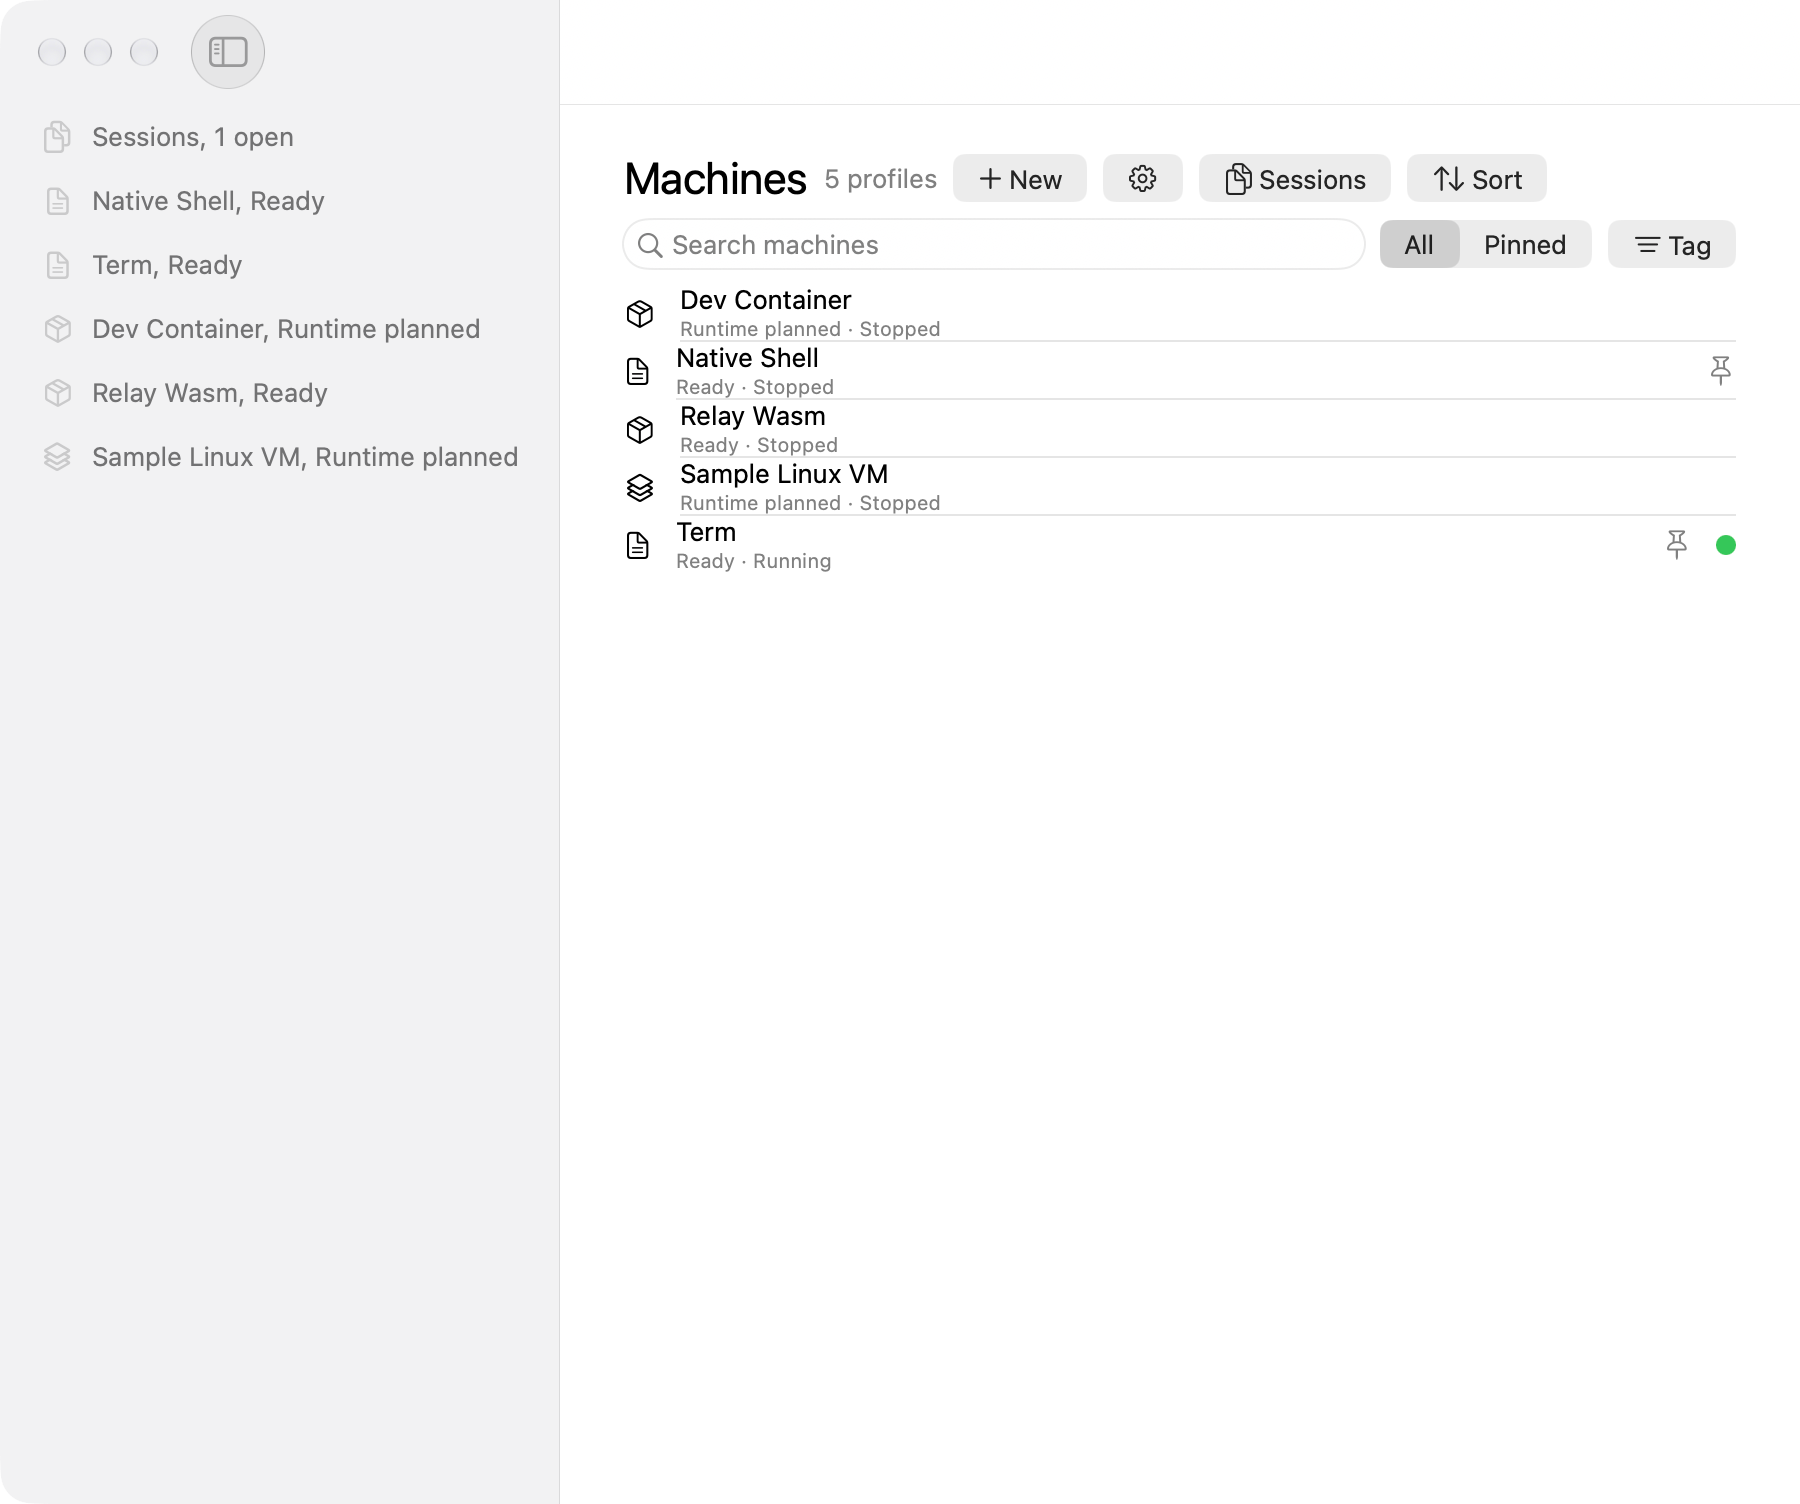 Sessions, 1 open
Native Shell, Ready
Term, Ready
Dev Container, Runtime planned
Relay Wasm, Ready
Sample Linux VM, Runtime planned
Machines 5 profiles New Sessions Sort
Search machines All Pinned Tag
Dev Container
Runtime planned · Stopped
Native Shell
Ready · Stopped
Relay Wasm
Ready · Stopped
Sample Linux VM
Runtime planned · Stopped
Term
Ready · Running